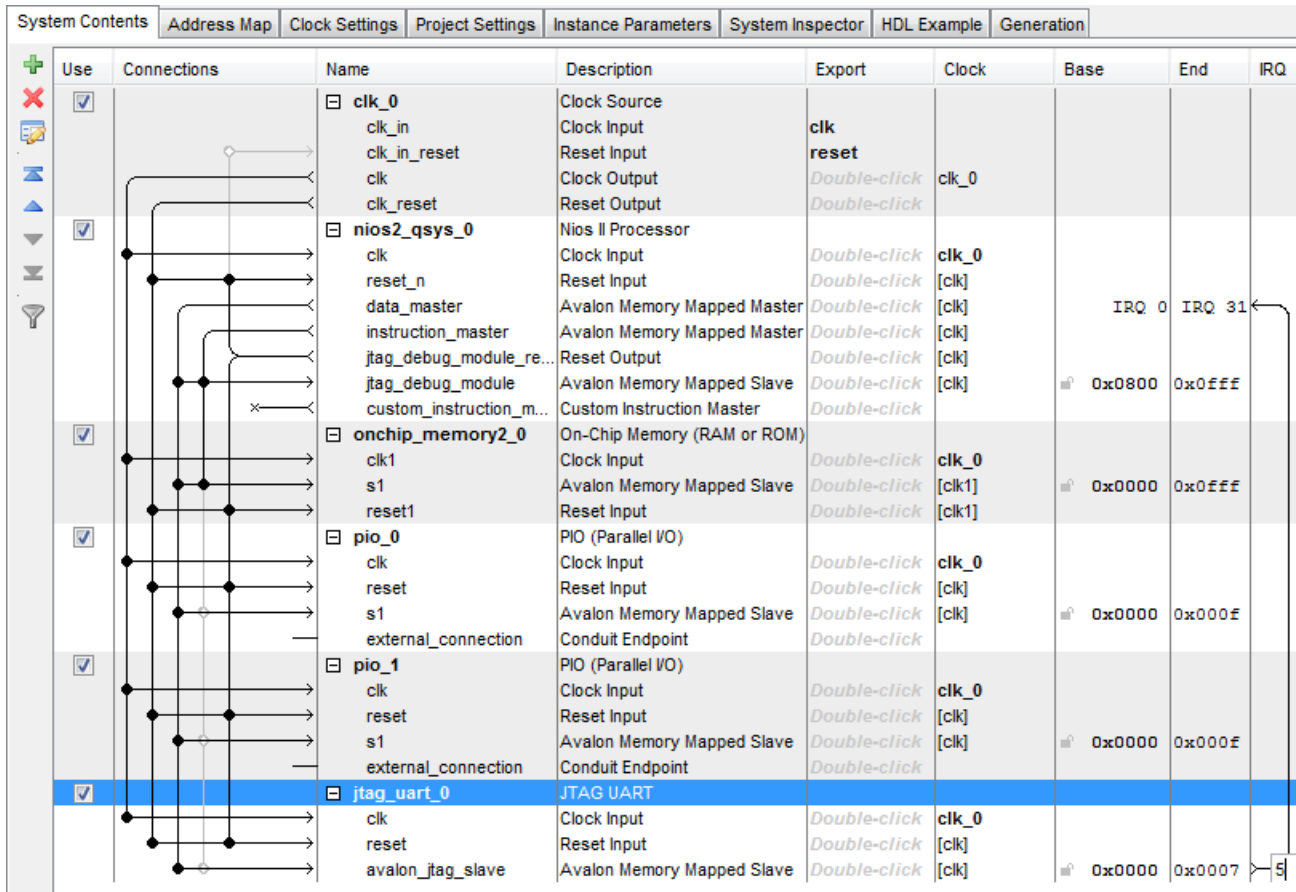 System Contents Address Map Clock Settings Project Settings Instance Parameters System Inspector HDL Example Generation
Use Connections Name Description Export Clock Base End IRQ
clk_0 Clock Source
clk_in Clock Input clk
clk_in_reset Reset Input reset
clk Clock Output Double-click clk_0
clk_reset Reset Output Double-click
nios2_qsys_0 Nios II Processor
clk Clock Input Double-click clk_0
reset_n Reset Input Double-click [clk]
data_master Avalon Memory Mapped Master Double-click [clk] IRQ 0 IRQ 31
instruction_master Avalon Memory Mapped Master Double-click [clk]
jtag_debug_module_re... Reset Output Double-click [clk]
jtag_debug_module Avalon Memory Mapped Slave Double-click [clk] 0x0800 0x0fff
custom_instruction_m... Custom Instruction Master Double-click
onchip_memory2_0 On-Chip Memory (RAM or ROM)
clk1 Clock Input Double-click clk_0
s1 Avalon Memory Mapped Slave Double-click [clk1] 0x0000 0x0fff
reset1 Reset Input Double-click [clk1]
pio_0 PIO (Parallel I/O)
clk Clock Input Double-click clk_0
reset Reset Input Double-click [clk]
s1 Avalon Memory Mapped Slave Double-click [clk] 0x0000 0x000f
external_connection Conduit Endpoint Double-click
pio_1 PIO (Parallel I/O)
clk Clock Input Double-click clk_0
reset Reset Input Double-click [clk]
s1 Avalon Memory Mapped Slave Double-click [clk] 0x0000 0x000f
external_connection Conduit Endpoint Double-click
jtag_uart_0 JTAG UART
clk Clock Input Double-click clk_0
reset Reset Input Double-click [clk]
avalon_jtag_slave Avalon Memory Mapped Slave Double-click [clk] 0x0000 0x0007 5